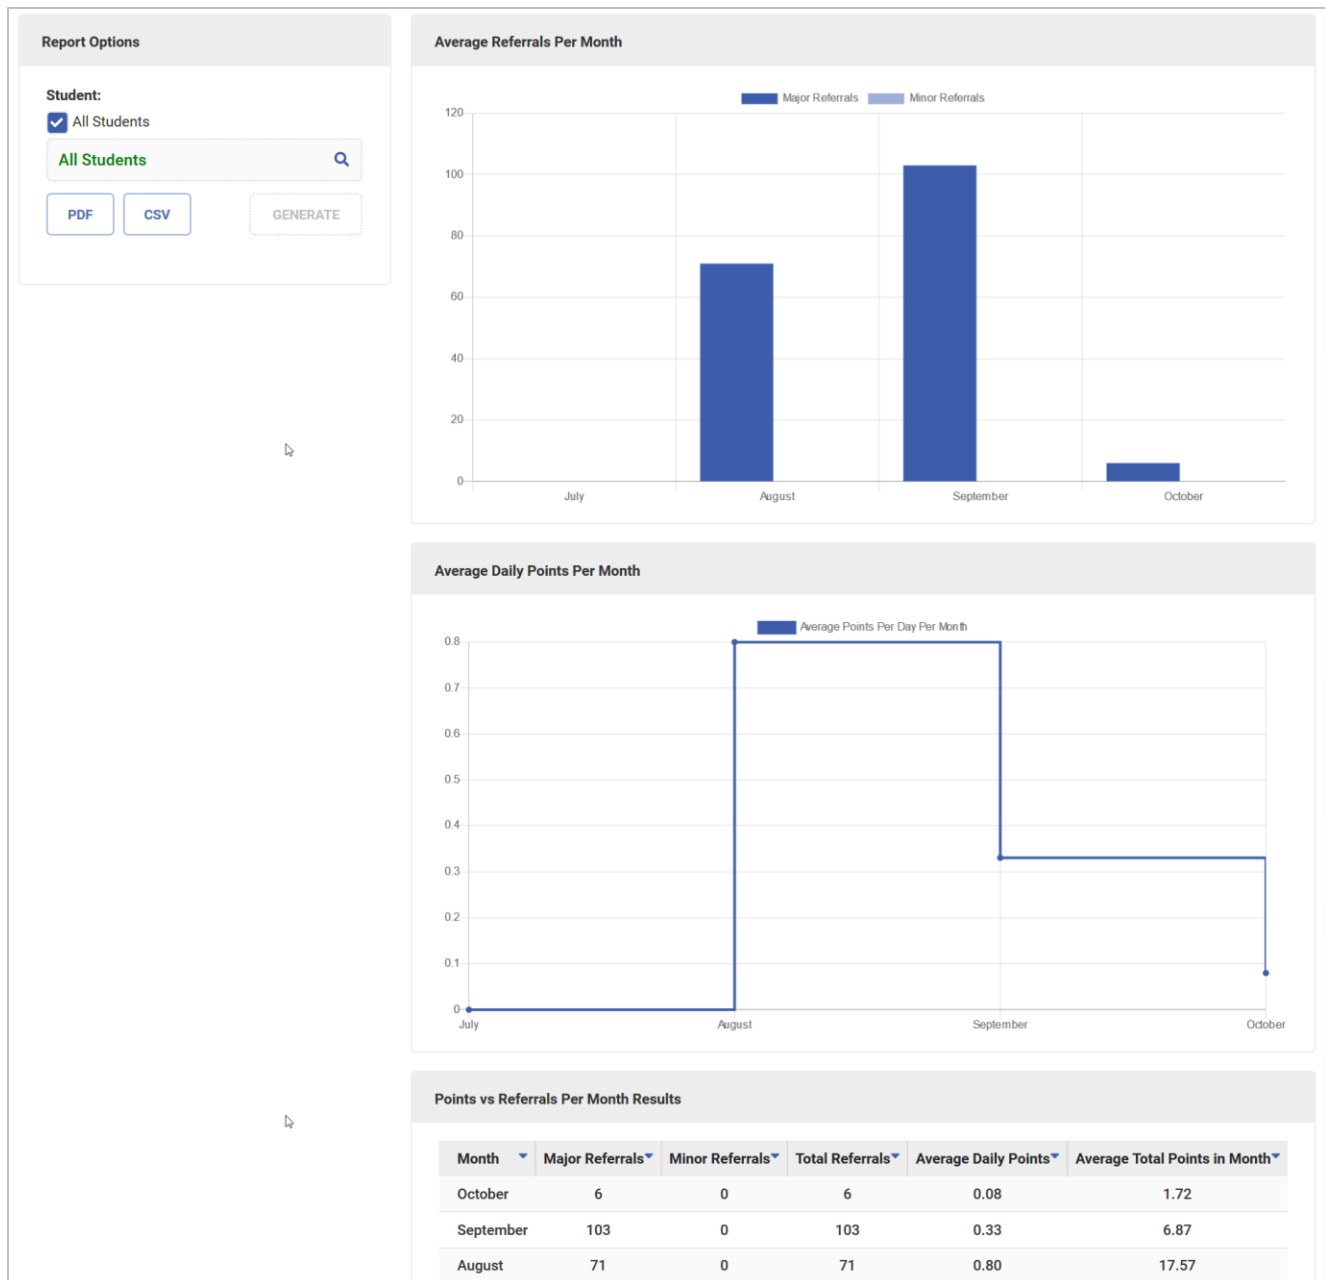 Report Options
Student:
All Students
All Students
PDF CSV GENERATE
Average Referrals Per Month
Major Referrals Minor Referrals
120
100
80
60
40
20
0
July August September October
Average Daily Points Per Month
Average Points Per Day Per Month
0.8
0.7
0.6
0.5
0.4
0.3
0.2
0.1
0
July August September October
Points vs Referrals Per Month Results
Month Major Referrals Minor Referrals Total Referrals Average Daily Points Average Total Points in Month
October 6 0 6 0.08 1.72
September 103 0 103 0.33 6.87
August 71 0 71 0.80 17.57